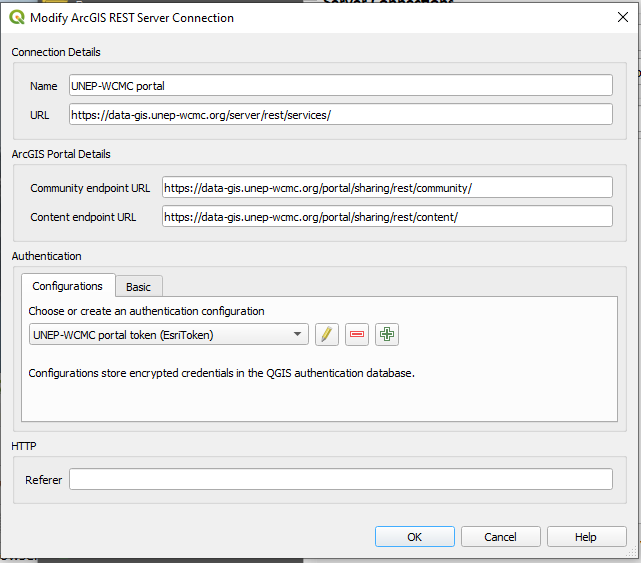 Modify ArcGIS REST Server Connection
Connection Details
Name UNEP-WCMC portal
URL https://data-gis.unep-wcmc.org/server/rest/services/
ArcGIS Portal Details
Community endpoint URL https://data-gis.unep-wcmc.org/portal/sharing/rest/community/
Content endpoint URL https://data-gis.unep-wcmc.org/portal/sharing/rest/content/
Authentication
Configurations Basic
Choose or create an authentication configuration
UNEP-WCMC portal token (EsriToken)
Configurations store encrypted credentials in the QGIS authentication database.
HTTP
Referer
OK Cancel Help